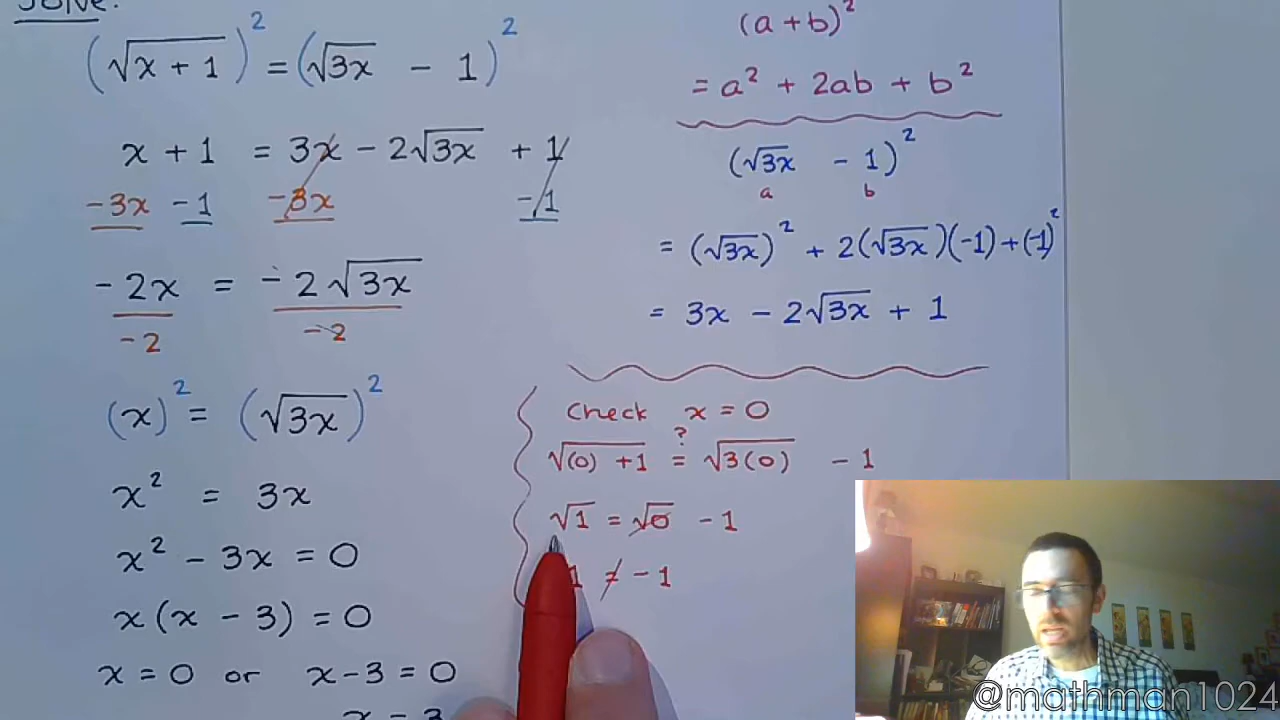 SOLVE:
(√(x + 1))² = (√(3x) - 1)²
x + 1 = 3x - 2√(3x) + 1
-3x - 1 -3x -1
-2x = -2√(3x)
-2 -2
(x)² = (√(3x))²
x² = 3x
x² - 3x = 0
x(x - 3) = 0
x = 0 or x - 3 = 0
x = 3
(a + b)²
= a² + 2ab + b²
(√(3x) - 1)²
a b
= (√(3x))² + 2(√(3x))(-1) + (-1)²
= 3x - 2√(3x) + 1
Check x = 0
√((0) + 1) ?= √(3(0)) - 1
√1 = √0 - 1
1 ≠ -1
@mathman1024